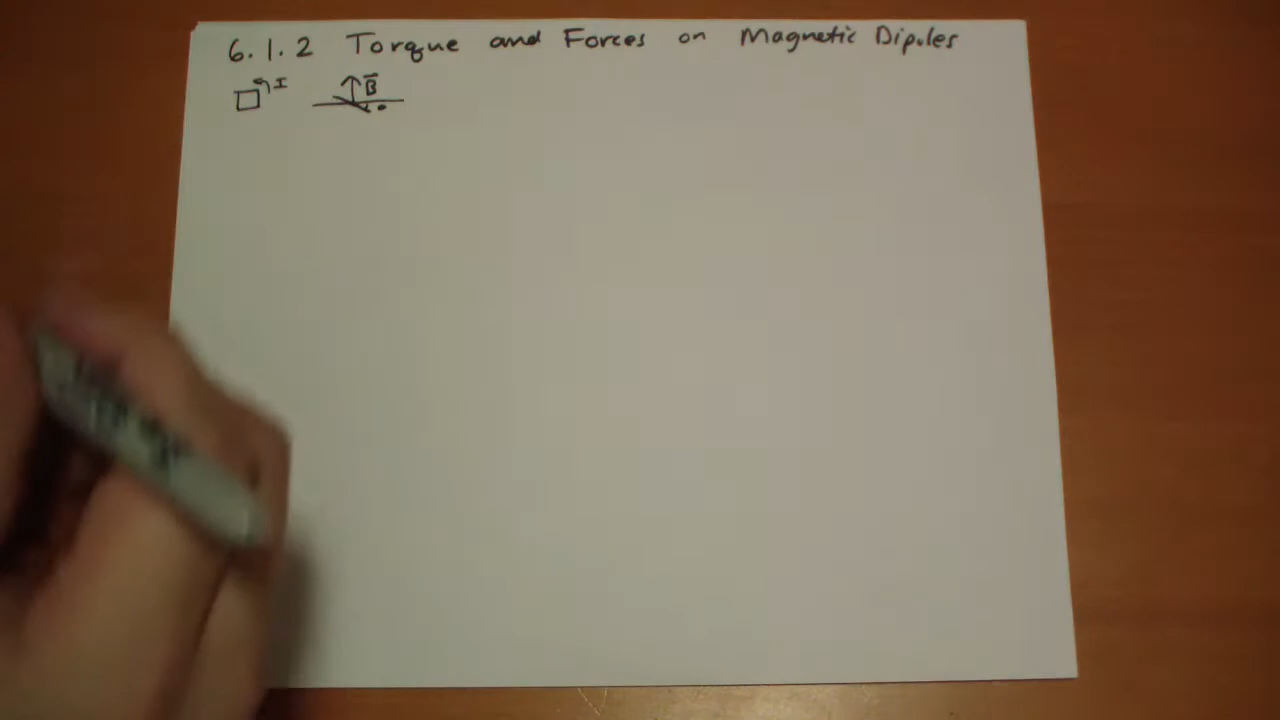 6.1.2 Torque and Forces on Magnetic Dipoles
I B⃗ θ